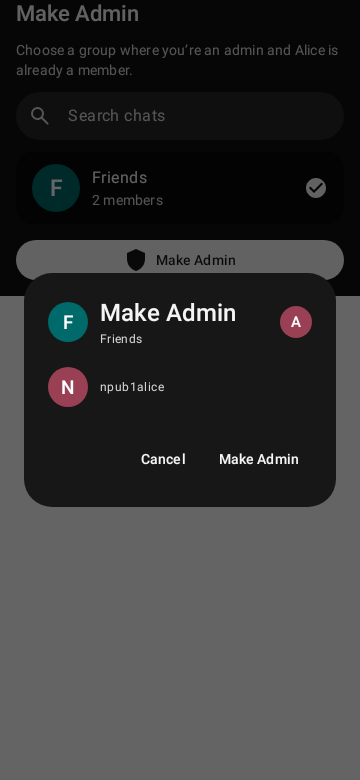 Make Admin
Choose a group where you’re an admin and Alice is
already a member.
Search chats
F
Friends
2 members
Make Admin
F
Make Admin
Friends
A
N
npub1alice
Cancel
Make Admin